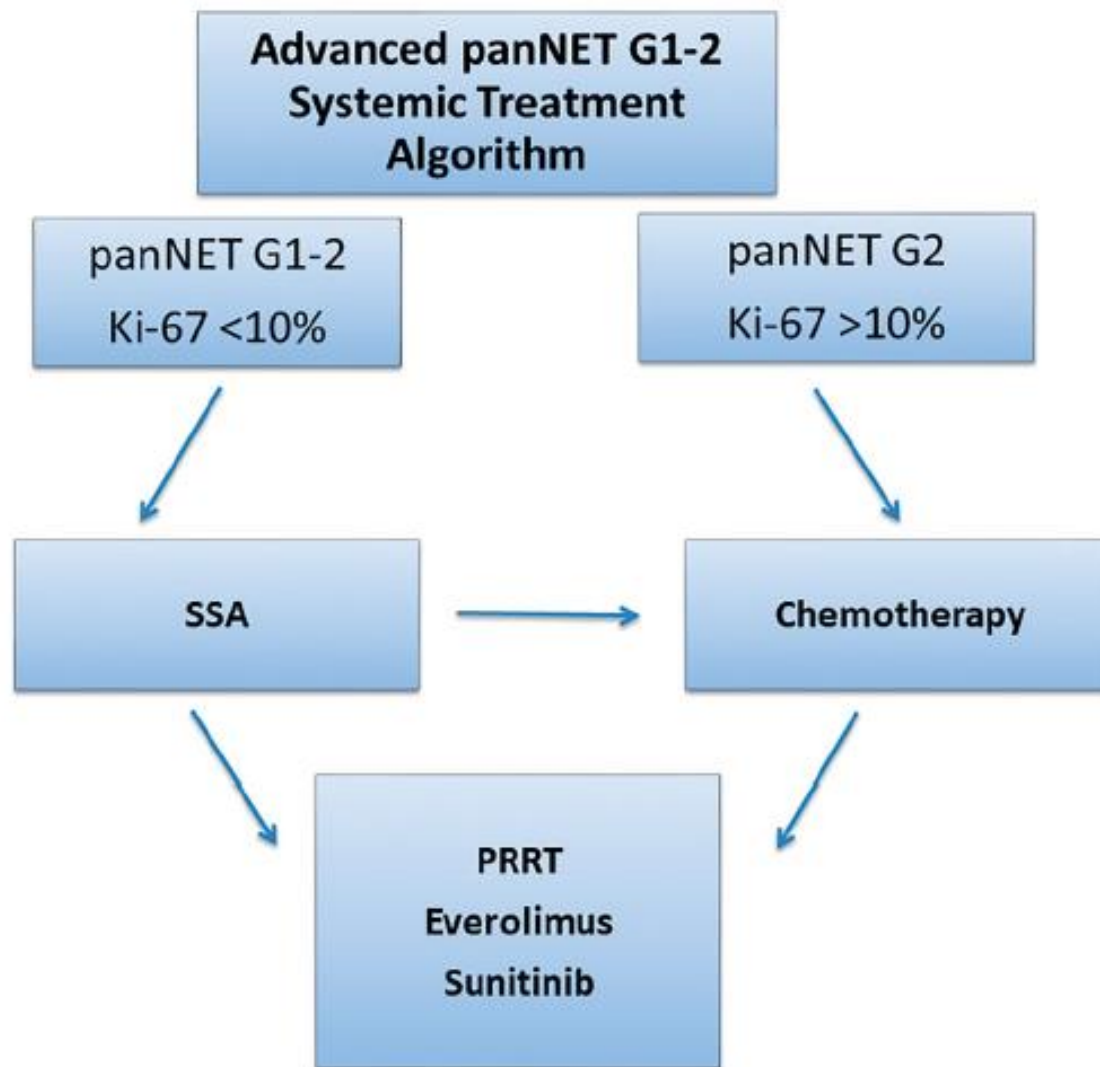 Advanced panNET G1-2
Systemic Treatment
Algorithm
panNET G1-2
Ki-67 <10%
panNET G2
Ki-67 >10%
SSA
Chemotherapy
PRRT
Everolimus
Sunitinib